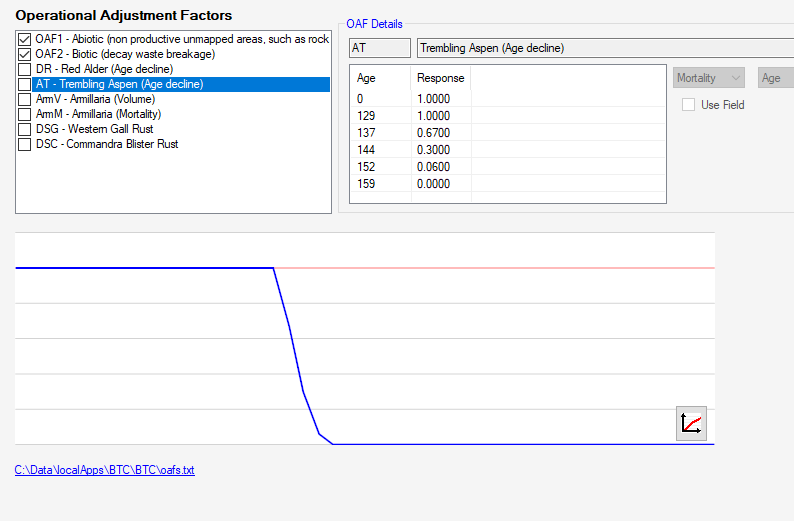 Operational Adjustment Factors
OAF1 - Abiotic (non productive unmapped areas, such as rock
OAF2 - Biotic (decay waste breakage)
DR - Red Alder (Age decline)
AT - Trembling Aspen (Age decline)
ArmV - Amillaria (Volume)
ArmM - Amillaria (Mortality)
DSG - Western Gall Rust
DSC - Commandra Blister Rust
OAF Details
AT Trembling Aspen (Age decline)
Age Response
0 1.0000
129 1.0000
137 0.6700
144 0.3000
152 0.0600
159 0.0000
Mortality Age
Use Field
C:\Data\localApps\BTC\BTC\oafs.txt